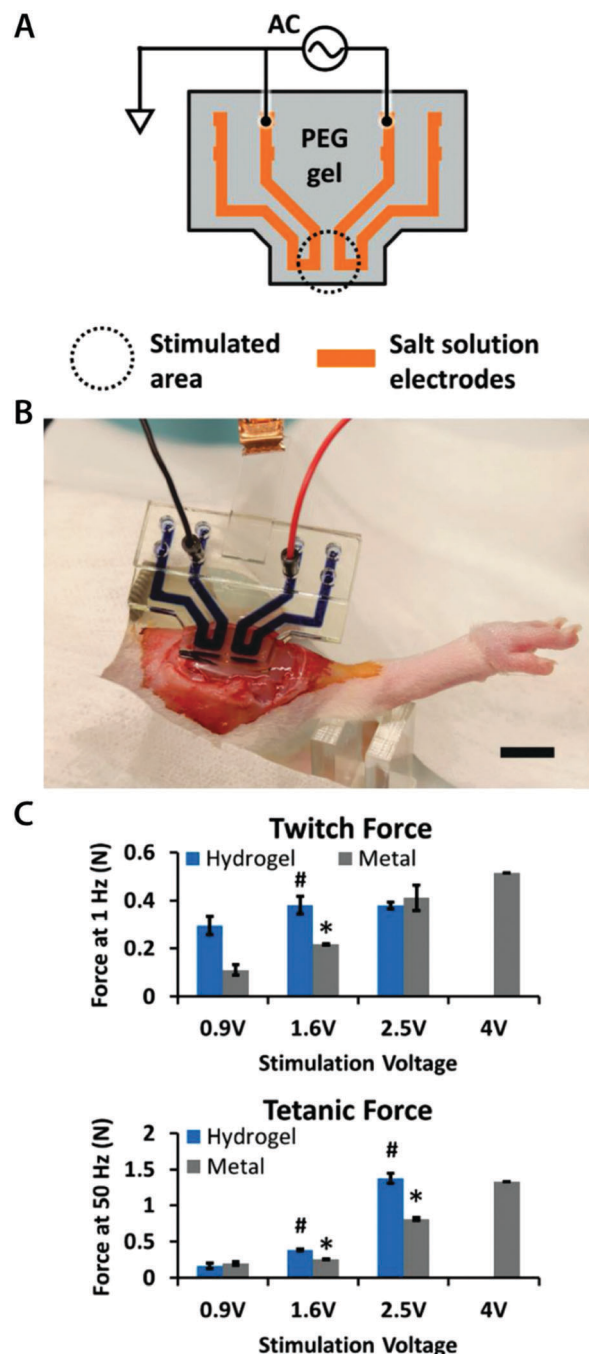 A
AC
PEG
gel
Stimulated
area
Salt solution
electrodes
B
C
Twitch Force
Hydrogel
Metal
Force at 1 Hz (N)
0.6
0.4
0.2
0
#
*
0.9V
1.6V
2.5V
4V
Stimulation Voltage
Tetanic Force
Hydrogel
Metal
Force at 50 Hz (N)
2
1.5
1
0.5
0
#
*
#
*
0.9V
1.6V
2.5V
4V
Stimulation Voltage